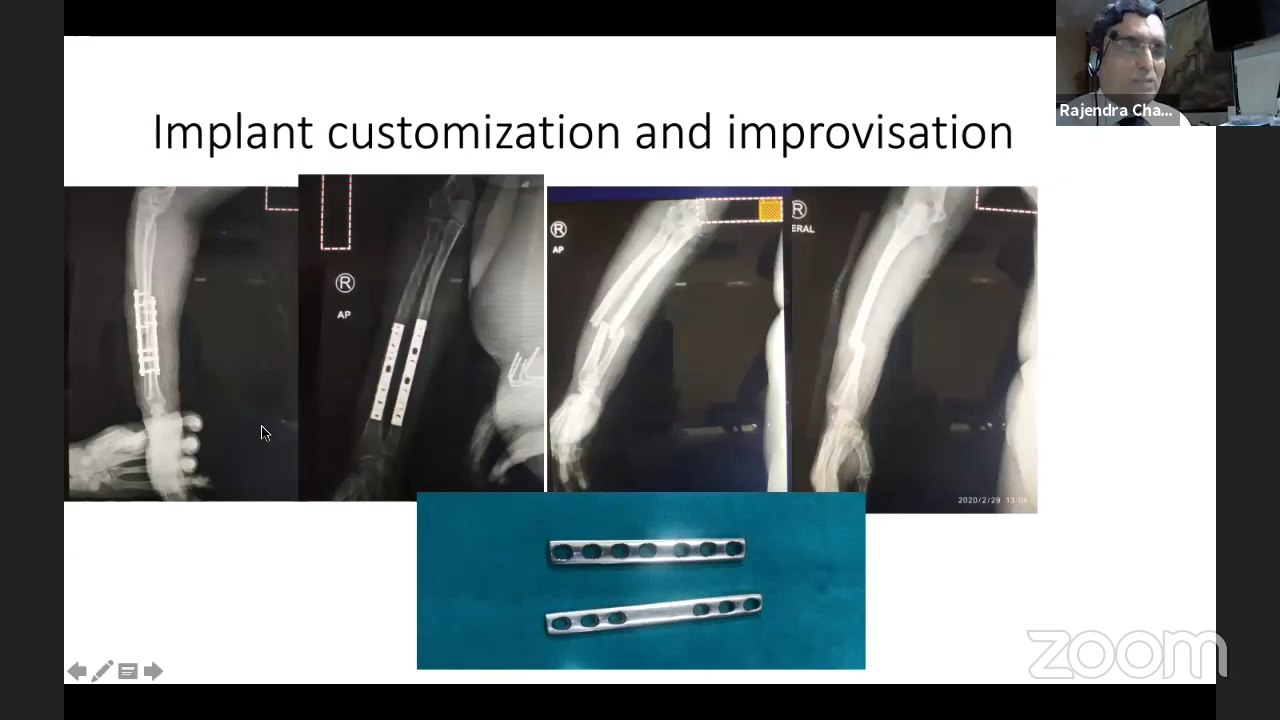 Rajendra Cha...
Implant customization and improvisation
R
AP
R
AP
R
ERAL
2020/2/29 13:04
zoom